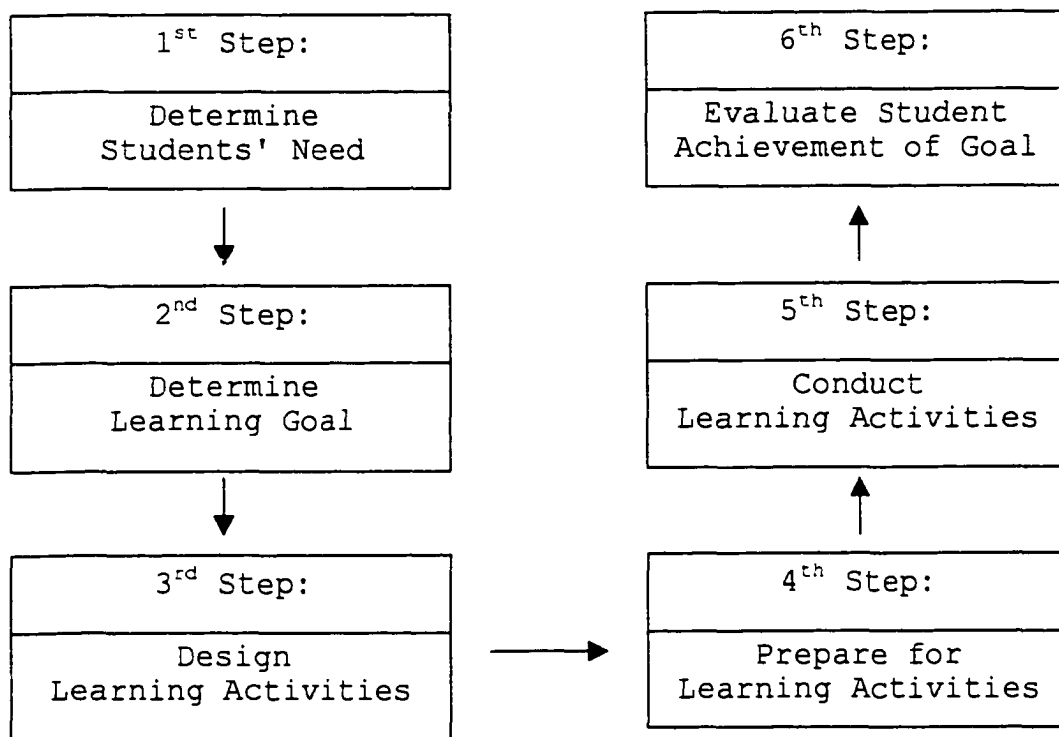 1st Step:
Determine
Students' Need
2nd Step:
Determine
Learning Goal
3rd Step:
Design
Learning Activities
4th Step:
Prepare for
Learning Activities
5th Step:
Conduct
Learning Activities
6th Step:
Evaluate Student
Achievement of Goal